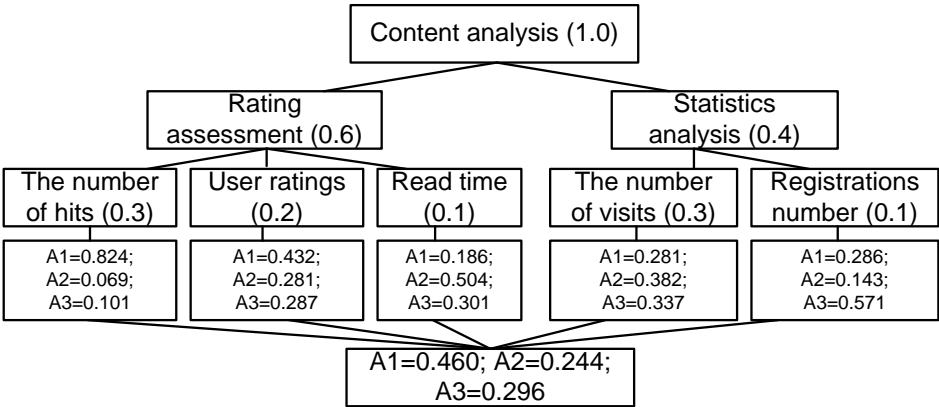 Content analysis (1.0)
Rating
assessment (0.6)
Statistics
analysis (0.4)
The number
of hits (0.3)
User ratings
(0.2)
Read time
(0.1)
The number
of visits (0.3)
Registrations
number (0.1)
A1=0.824;
A2=0.069;
A3=0.101
A1=0.432;
A2=0.281;
A3=0.287
A1=0.186;
A2=0.504;
A3=0.301
A1=0.281;
A2=0.382;
A3=0.337
A1=0.286;
A2=0.143;
A3=0.571
A1=0.460; A2=0.244;
A3=0.296